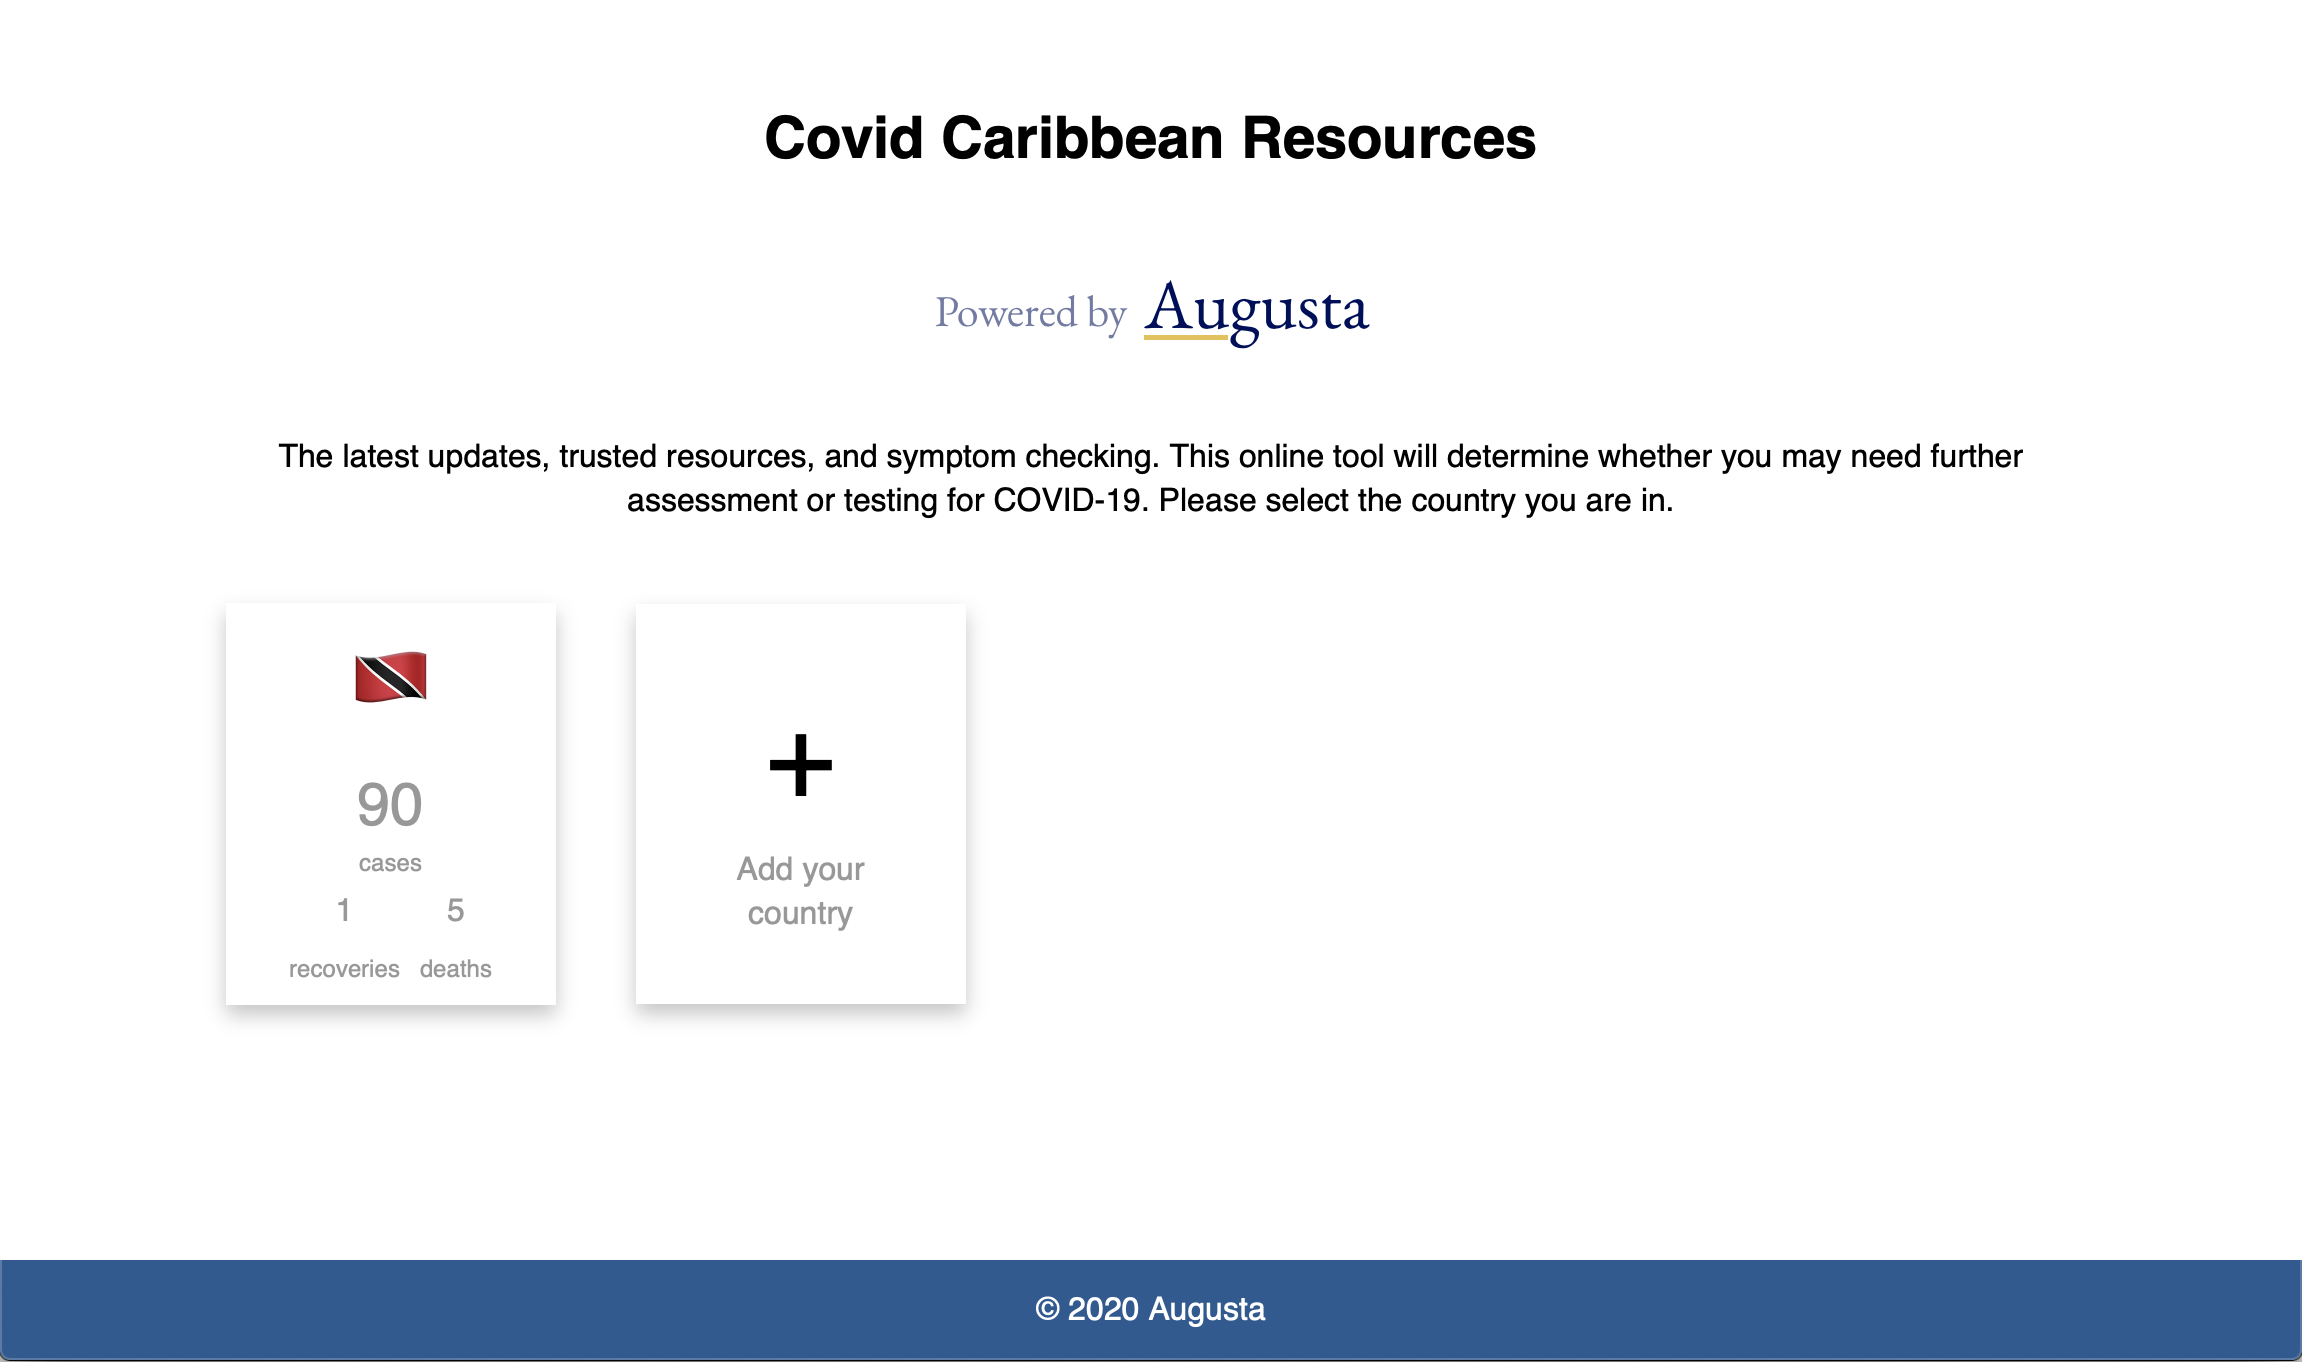 Covid Caribbean Resources
Powered by Augusta
The latest updates, trusted resources, and symptom checking. This online tool will determine whether you may need further
assessment or testing for COVID-19. Please select the country you are in.
90
cases
1 5
recoveries deaths
+
Add your
country
© 2020 Augusta